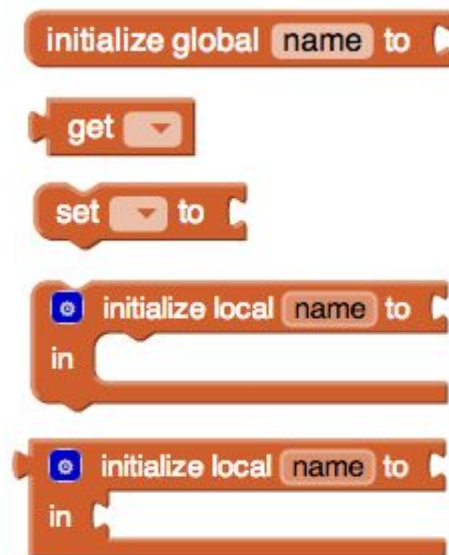 initialize global name to
get
set to
initialize local name to
in
initialize local name to
in